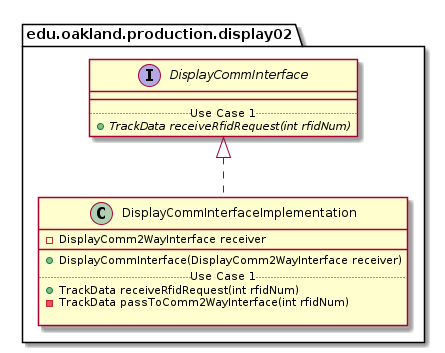 edu.oakland.production.display02
I DisplayCommInterface
Use Case 1
TrackData receiveRfidRequest(int rfidNum)
C DisplayCommInterfaceImplementation
DisplayComm2WayInterface receiver
DisplayCommInterface(DisplayComm2WayInterface receiver)
Use Case 1
TrackData receiveRfidRequest(int rfidNum)
TrackData passToComm2WayInterface(int rfidNum)